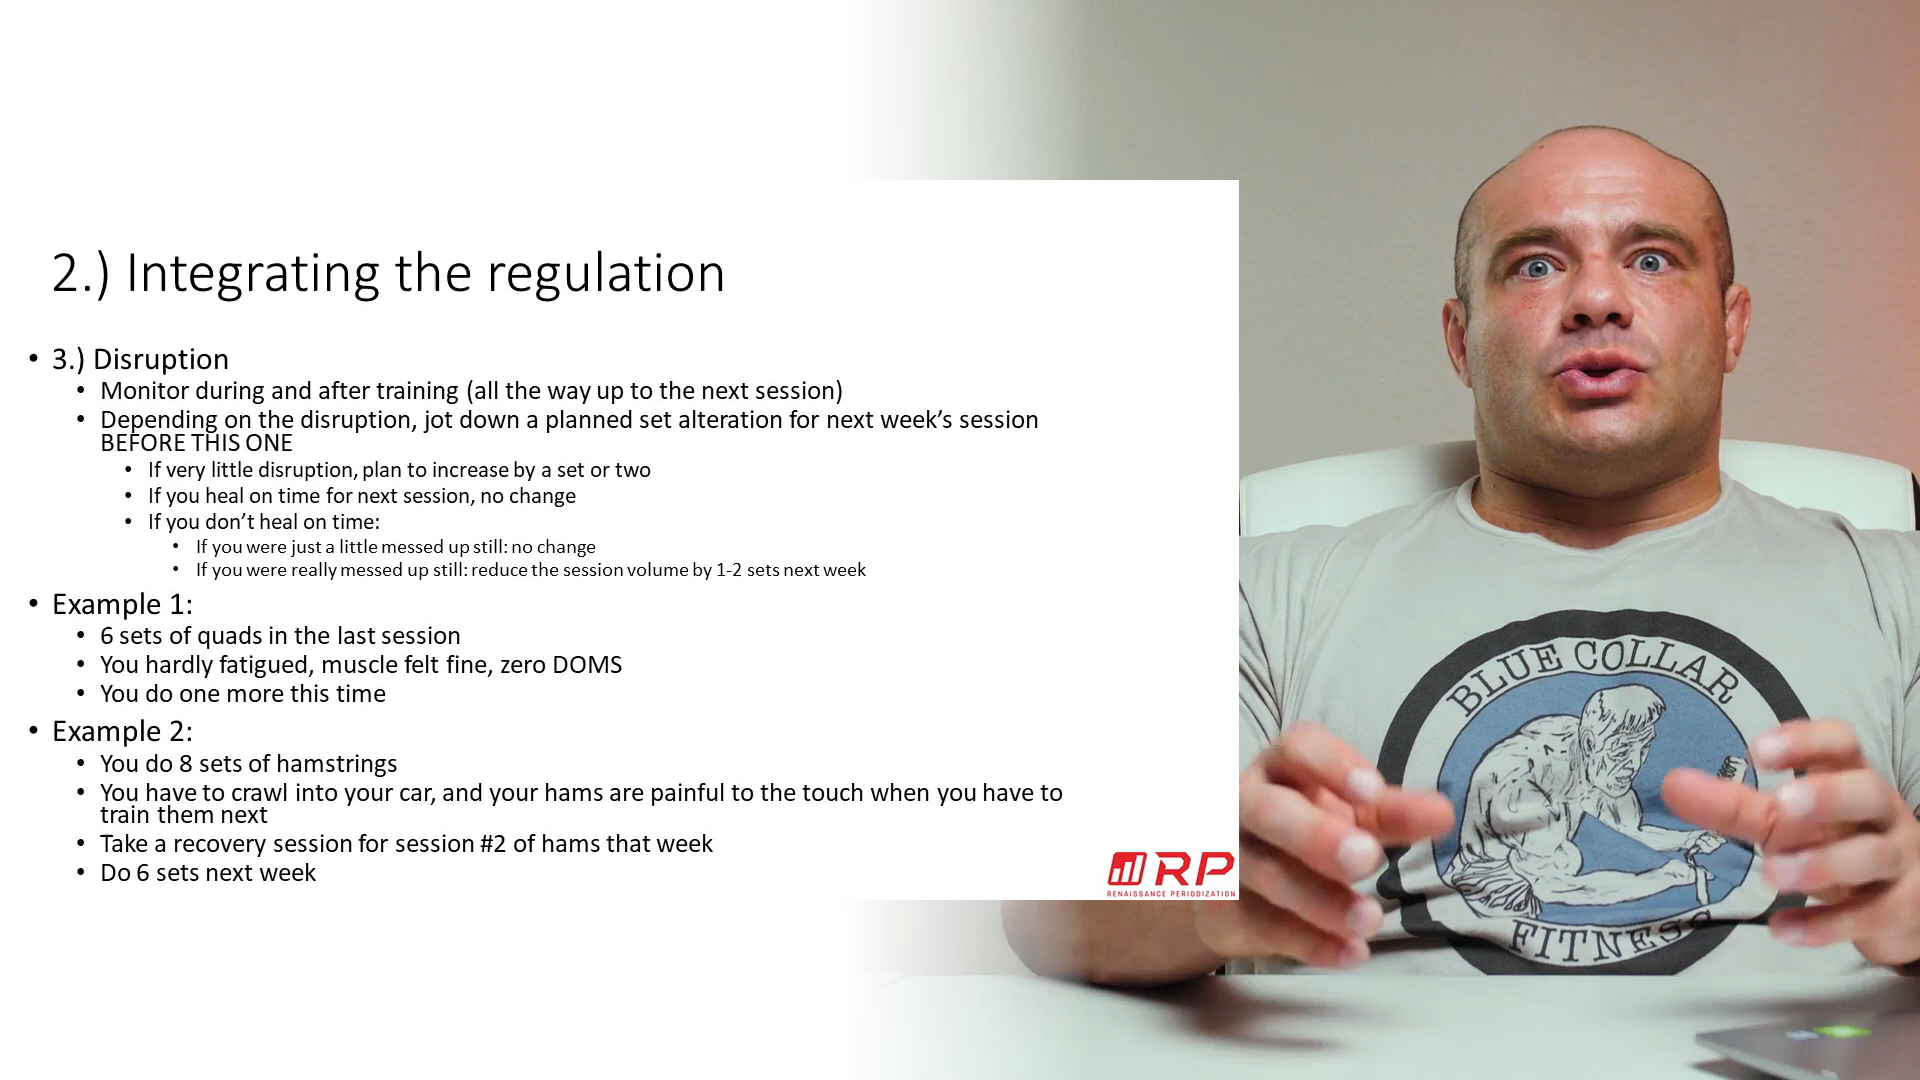 2.) Integrating the regulation
• 3.) Disruption
• Monitor during and after training (all the way up to the next session)
• Depending on the disruption, jot down a planned set alteration for next week’s session
BEFORE THIS ONE
• If very little disruption, plan to increase by a set or two
• If you heal on time for next session, no change
• If you don’t heal on time:
• If you were just a little messed up still: no change
• If you were really messed up still: reduce the session volume by 1-2 sets next week
• Example 1:
• 6 sets of quads in the last session
• You hardly fatigued, muscle felt fine, zero DOMS
• You do one more this time
• Example 2:
• You do 8 sets of hamstrings
• You have to crawl into your car, and your hams are painful to the touch when you have to
train them next
• Take a recovery session for session #2 of hams that week
• Do 6 sets next week
RP
RENAISSANCE PERIODIZATION
BLUE COLLAR
FITNESS